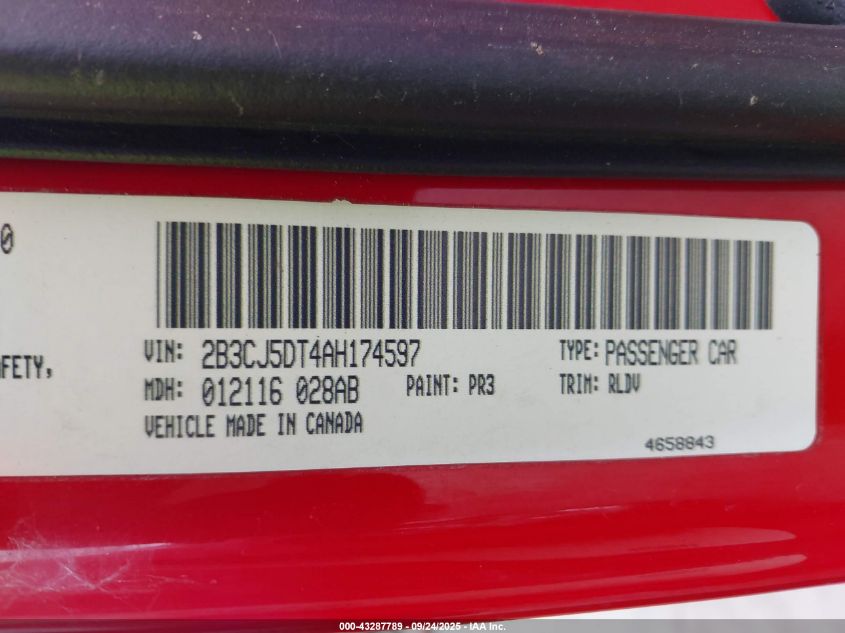 0
VIN: 2B3CJ5DT4AH174597 TYPE: PASSENGER CAR
AFETY,
MDH: 012116 028AB PAINT: PR3 TRIM: RLDV
VEHICLE MADE IN CANADA
4658843
000-43287789 - 09/24/2025 - IAA Inc.